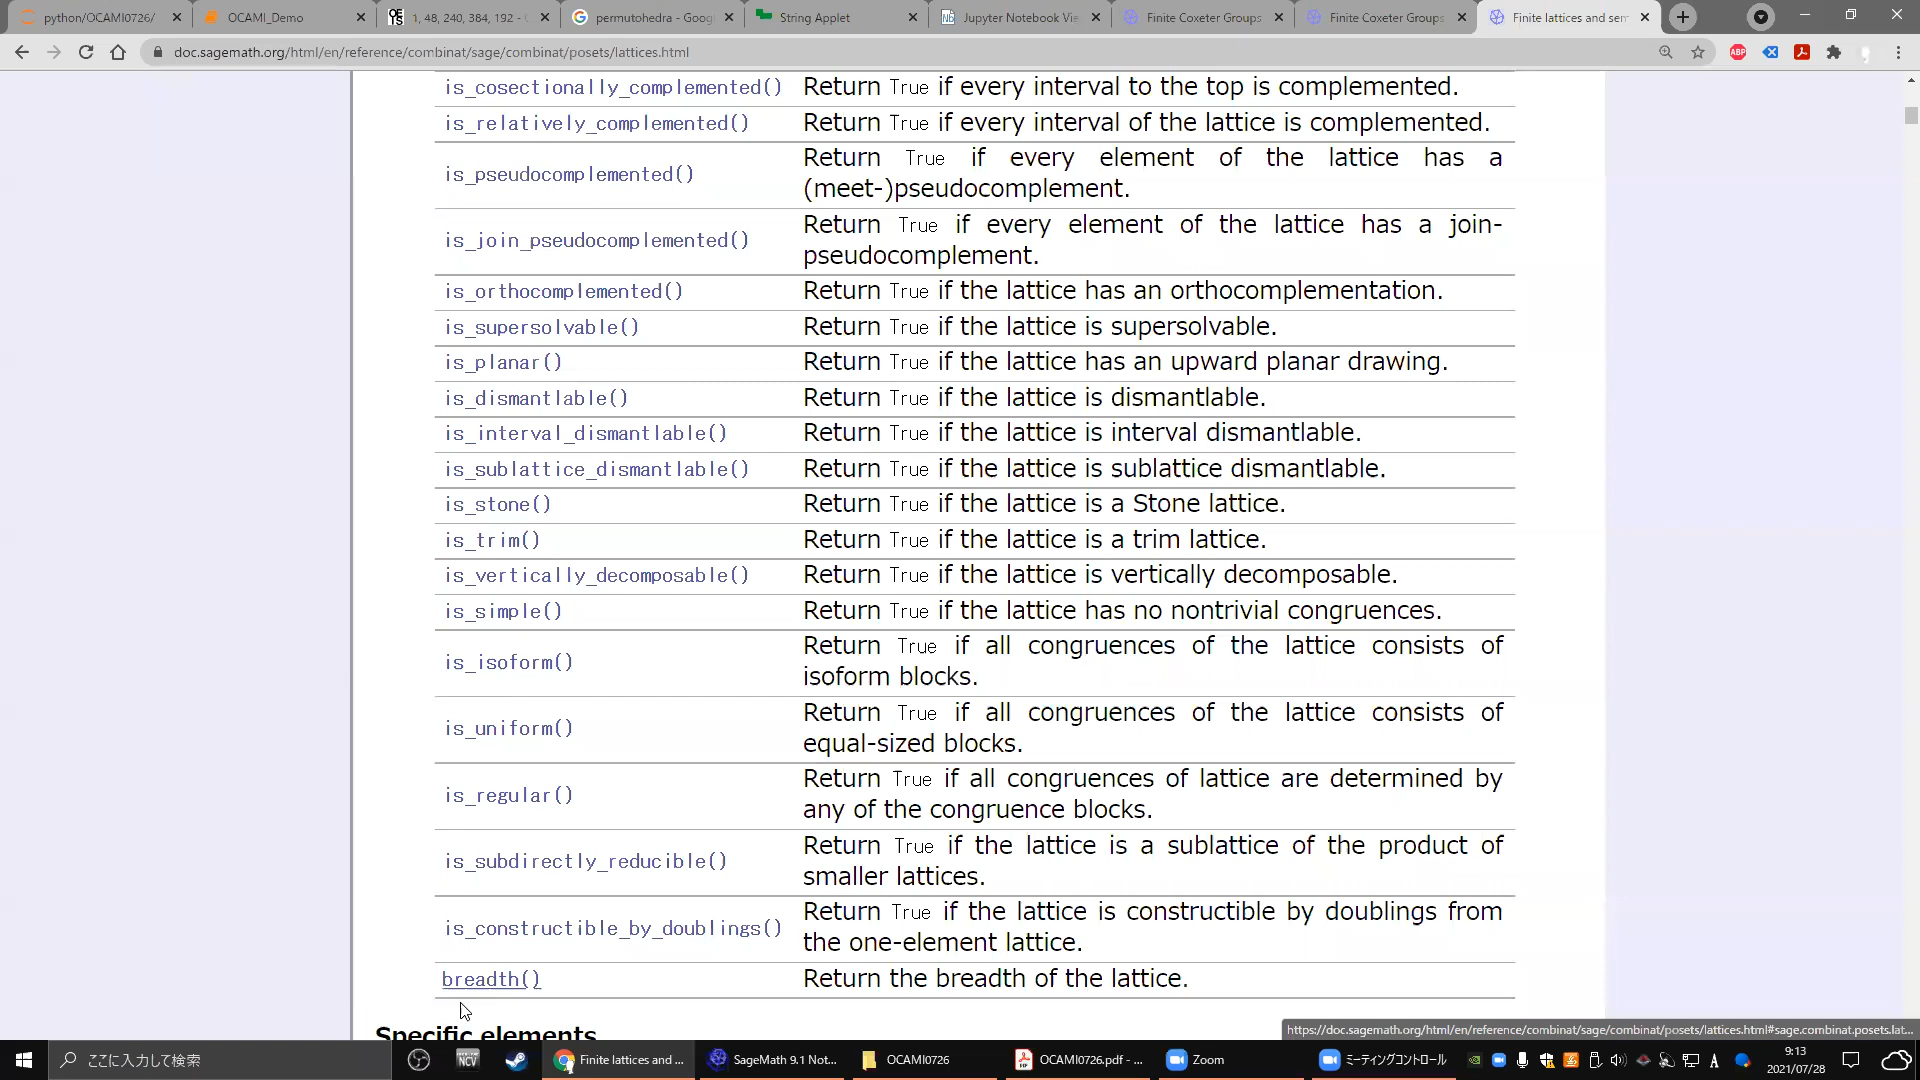 python/OCAMI0726/
OCAMI_Demo
OE
IS
1, 48, 240, 384, 192 -
permutohedra - Goog
String Applet
Jupyter Notebook Vie
Finite Coxeter Groups
Finite Coxeter Groups
Finite lattices and sem
doc.sagemath.org/html/en/reference/combinat/sage/combinat/posets/lattices.html
ABP
is_cosectionally_complemented() Return True if every interval to the top is complemented.
is_relatively_complemented() Return True if every interval of the lattice is complemented.
is_pseudocomplemented() Return True if every element of the lattice has a
(meet-)pseudocomplement.
is_join_pseudocomplemented() Return True if every element of the lattice has a join-
pseudocomplement.
is_orthocomplemented() Return True if the lattice has an orthocomplementation.
is_supersolvable() Return True if the lattice is supersolvable.
is_planar() Return True if the lattice has an upward planar drawing.
is_dismantlable() Return True if the lattice is dismantlable.
is_interval_dismantlable() Return True if the lattice is interval dismantlable.
is_sublattice_dismantlable() Return True if the lattice is sublattice dismantlable.
is_stone() Return True if the lattice is a Stone lattice.
is_trim() Return True if the lattice is a trim lattice.
is_vertically_decomposable() Return True if the lattice is vertically decomposable.
is_simple() Return True if the lattice has no nontrivial congruences.
is_isoform() Return True if all congruences of the lattice consists of
isoform blocks.
is_uniform() Return True if all congruences of the lattice consists of
equal-sized blocks.
is_regular() Return True if all congruences of lattice are determined by
any of the congruence blocks.
is_subdirectly_reducible() Return True if the lattice is a sublattice of the product of
smaller lattices.
is_constructible_by_doublings() Return True if the lattice is constructible by doublings from
the one-element lattice.
breadth() Return the breadth of the lattice.
Specific elements
https://doc.sagemath.org/html/en/reference/combinat/sage/combinat/posets/lattices.html#sage.combinat.posets.lat...
ここに入力して検索
NCV
Finite lattices and ...
SageMath 9.1 Not...
OCAMI0726
OCAMI0726.pdf - ...
Zoom
ミーティングコントロール
A
9:13
2021/07/28